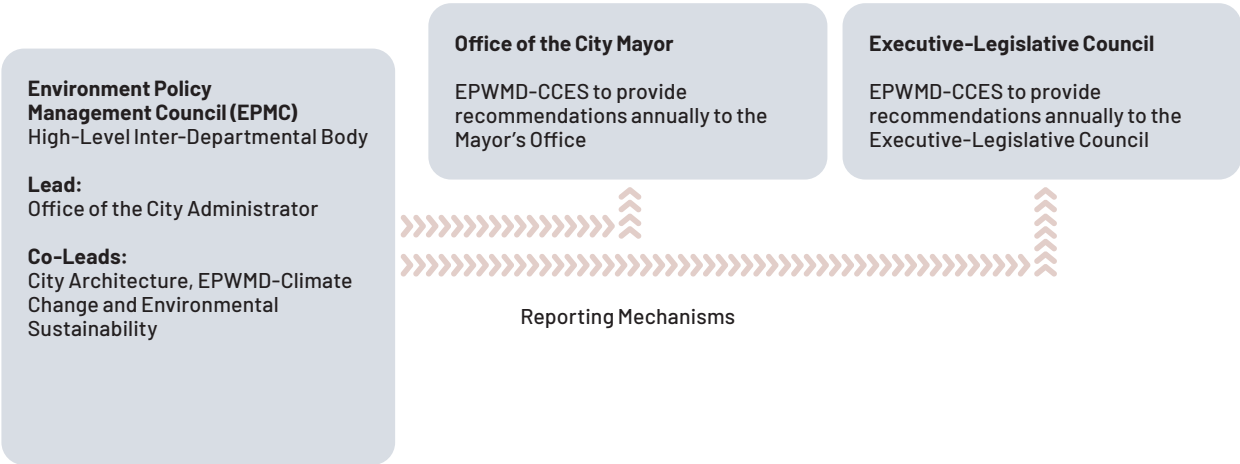 Environment Policy
Management Council (EPMC)
High-Level Inter-Departmental Body
Lead:
Office of the City Administrator
Co-Leads:
City Architecture, EPWMD-Climate
Change and Environmental
Sustainability
Office of the City Mayor
EPWMD-CCES to provide
recommendations annually to the
Mayor's Office
Executive-Legislative Council
EPWMD-CCES to provide
recommendations annually to the
Executive-Legislative Council
Reporting Mechanisms